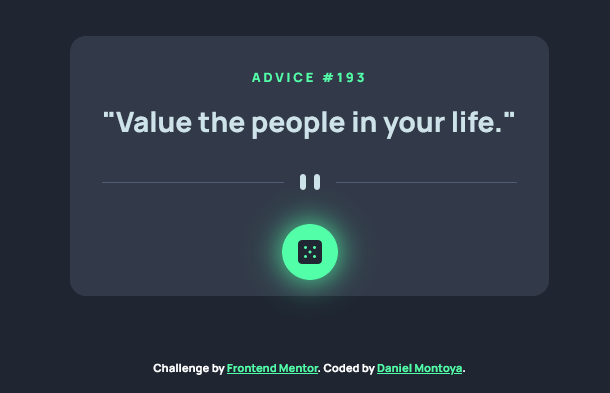 ADVICE #193
"Value the people in your life."
Challenge by Frontend Mentor. Coded by Daniel Montoya.